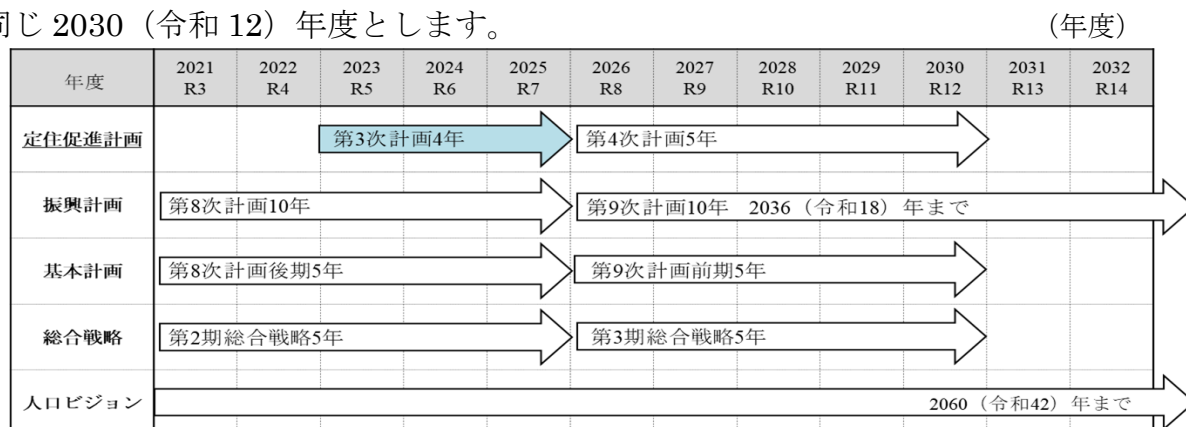 同じ 2030（令和 12）年度とします。 （年度）
年度 2021 2022 2023 2024 2025 2026 2027 2028 2029 2030 2031 2032
R3 R4 R5 R6 R7 R8 R9 R10 R11 R12 R13 R14
定住促進計画 第3次計画4年 第4次計画5年
振興計画 第8次計画10年 第9次計画10年 2036（令和18）年まで
基本計画 第8次計画後期5年 第9次計画前期5年
総合戦略 第2期総合戦略5年 第3期総合戦略5年
人口ビジョン 2060（令和42）年まで